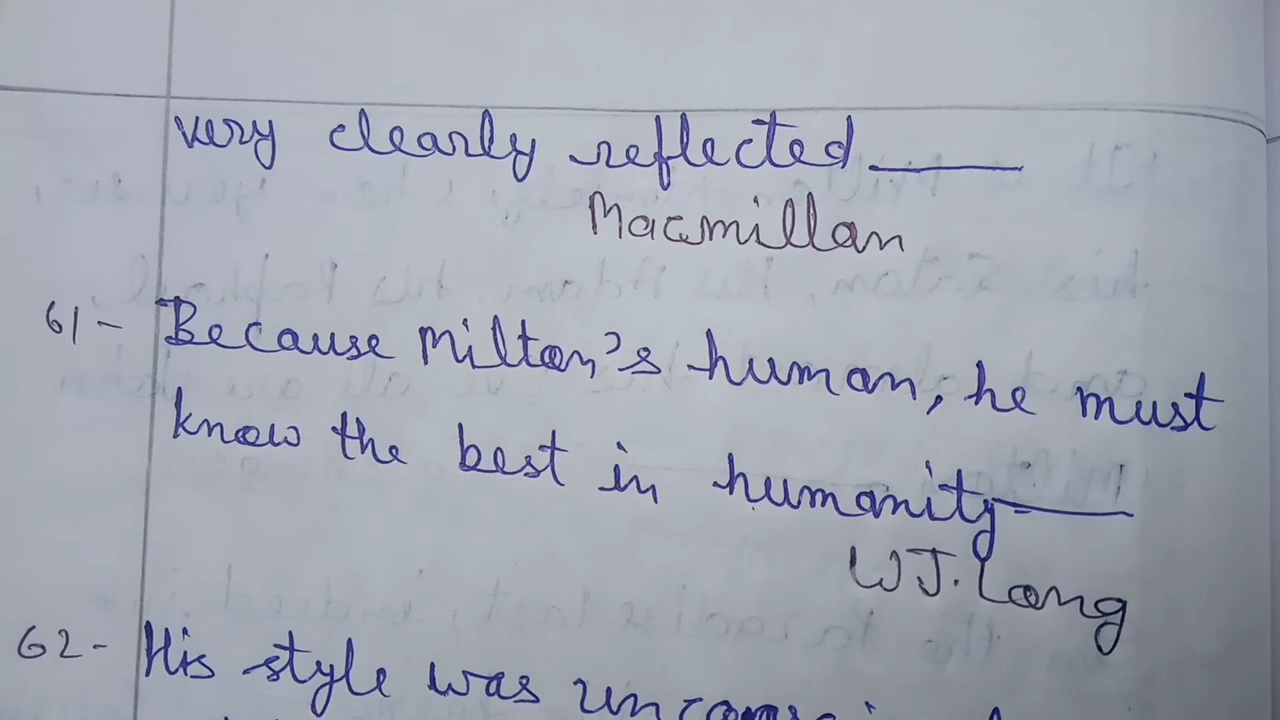 very clearly reflected ———
Macmillan
61- Because Milton's human, he must
know the best in humanity ———
W.J. Long
62- His style was